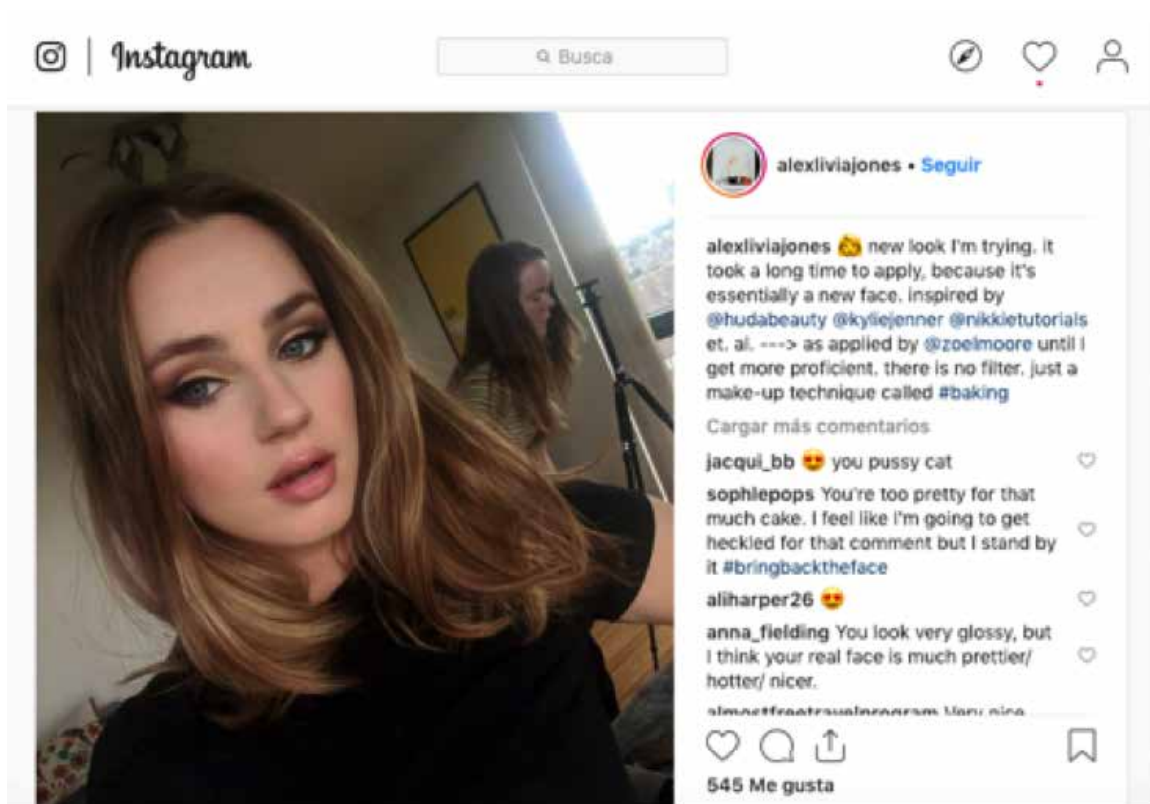 Instagram
Busca
alexliviajones • Seguir
alexliviajones 🙆 new look I'm trying. it
took a long time to apply, because it's
essentially a new face. inspired by
@hudabeauty @kyliejenner @nikkietutorials
et. al. ---> as applied by @zoelmoore until I
get more proficient. there is no filter. just a
make-up technique called #baking
Cargar más comentarios
jacqui_bb 😍 you pussy cat
sophlepops You're too pretty for that
much cake. I feel like I'm going to get
heckled for that comment but I stand by
it #bringbacktheface
aliharper26 😍
anna_fielding You look very glossy, but
I think your real face is much prettier/
hotter/ nicer.
almostfreetravelprogram Very nice
545 Me gusta